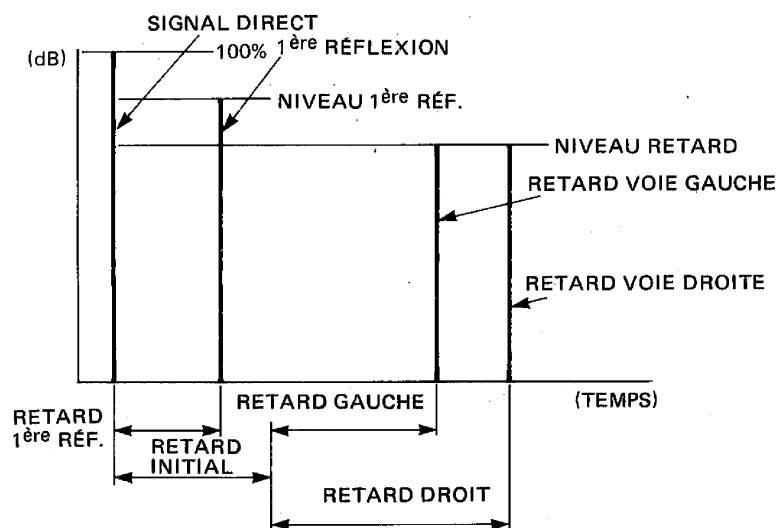 SIGNAL DIRECT
(dB)
100% 1ère RÉFLEXION
NIVEAU 1ère RÉF.
NIVEAU RETARD
RETARD VOIE GAUCHE
RETARD VOIE DROITE
RETARD GAUCHE
(TEMPS)
RETARD
1ère RÉF.
RETARD
INITIAL
RETARD DROIT